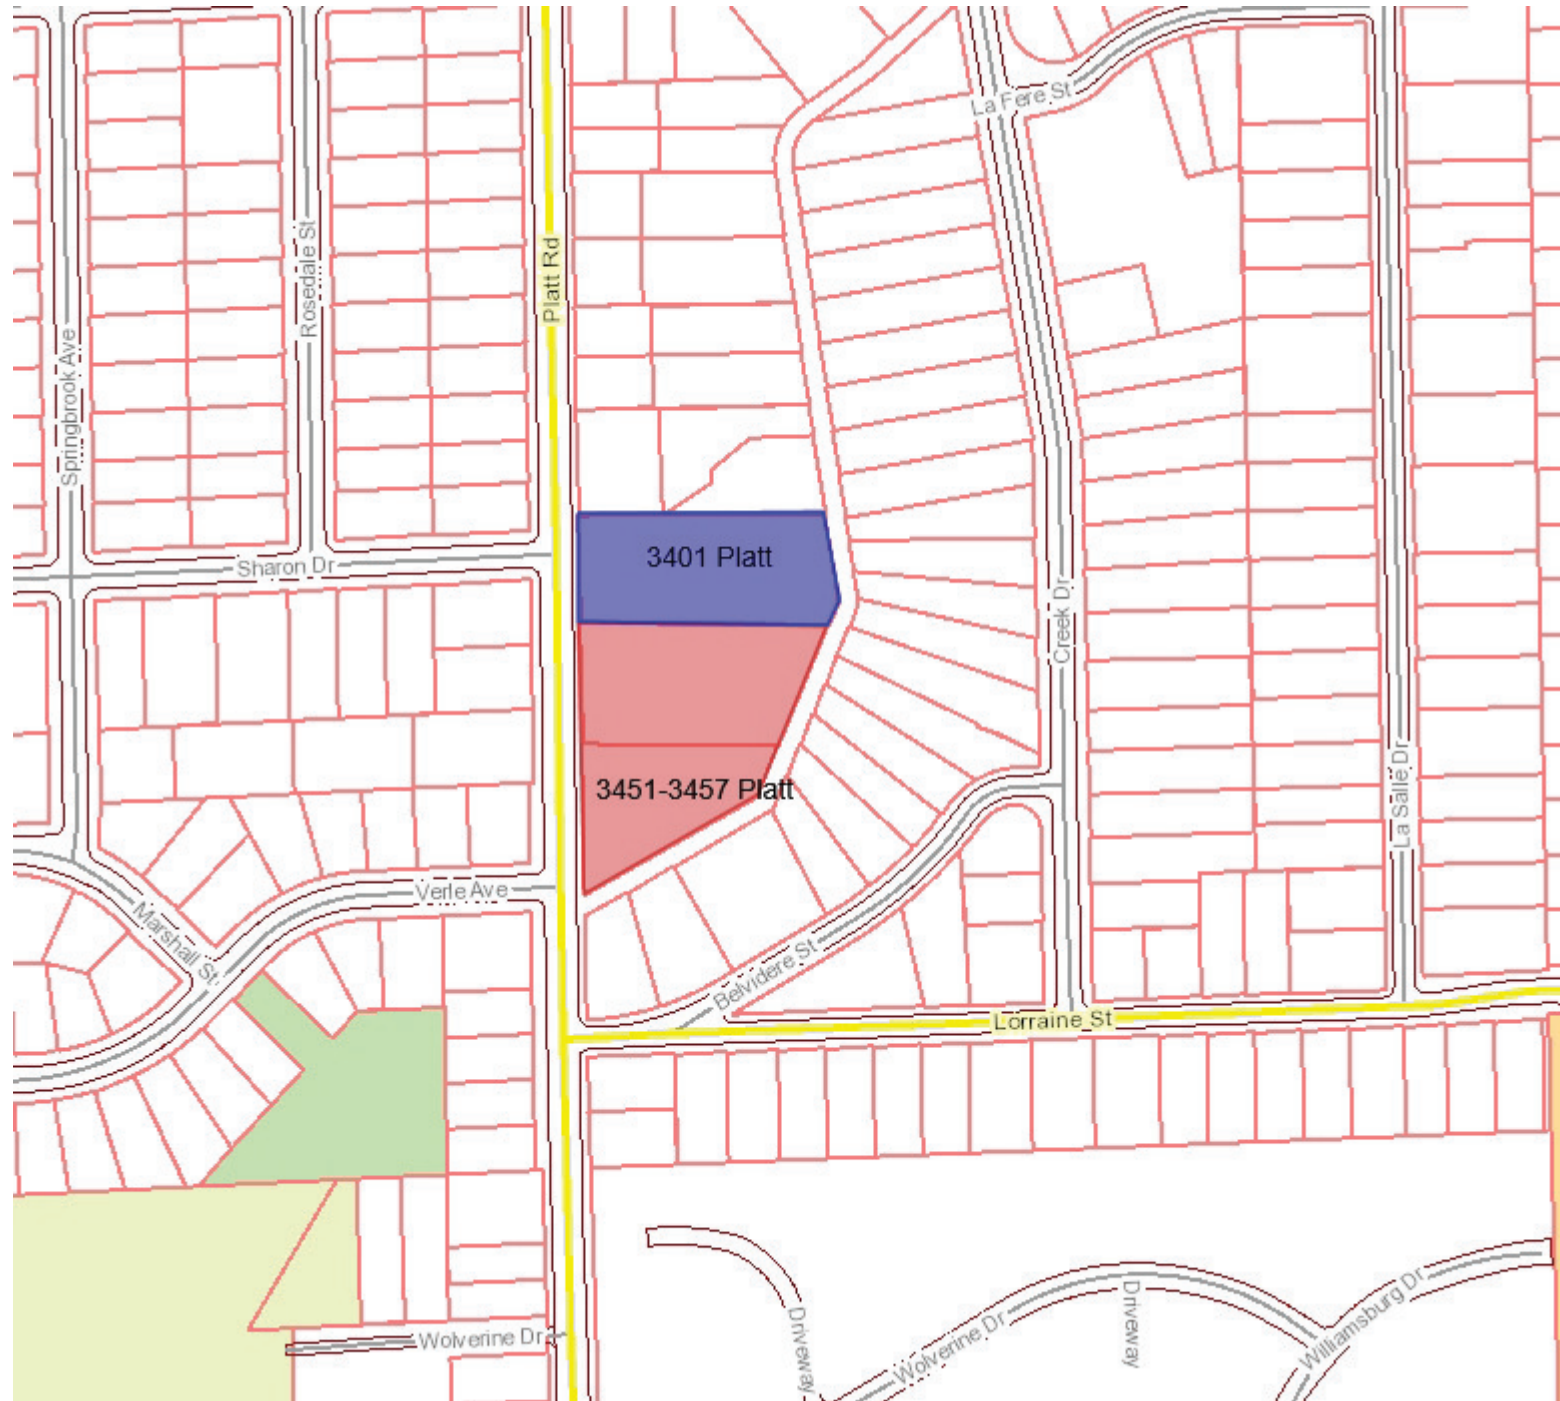 La Fere St
Rosedale St
Platt Rd
Springbrook Ave
3401 Platt
Sharon Dr
Creek Dr
La Salle Dr
3451-3457 Platt
Verle Ave
Marshall St
Belvidere St
Lorraine St
Driveway
Driveway
Williamsburg Dr
Wolverine Dr
Wolverine Dr